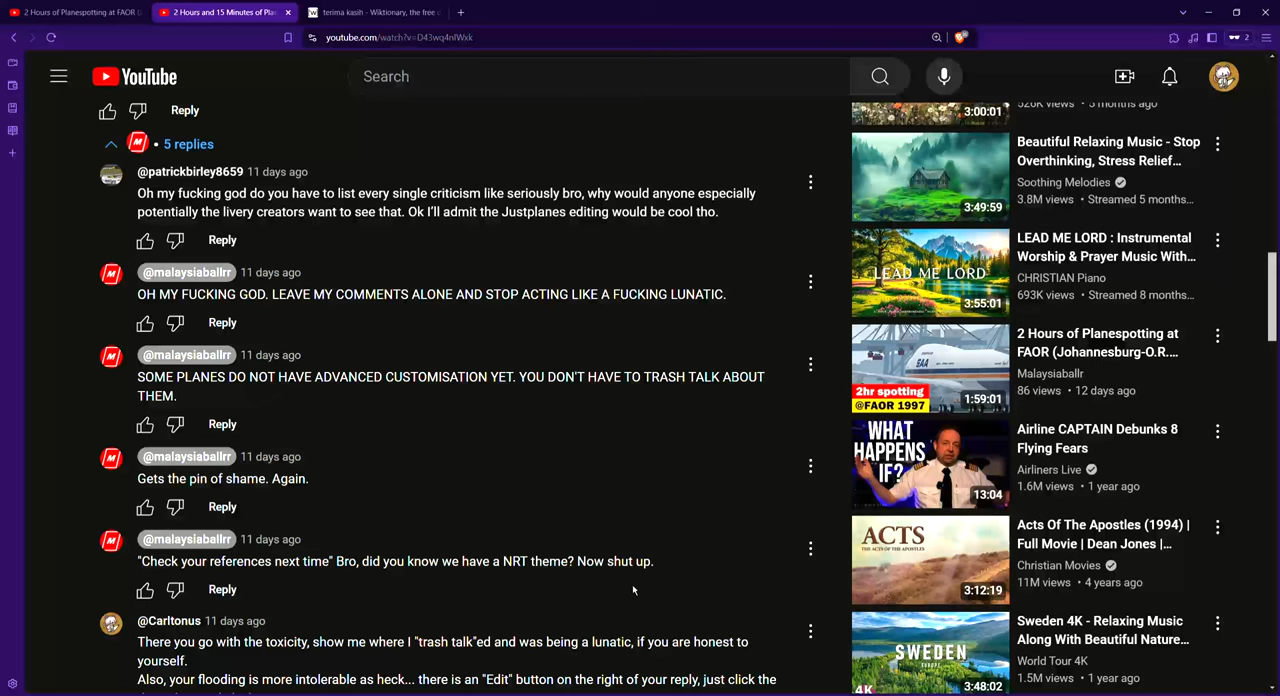 2 Hours of Planespotting at FAOR (
2 Hours and 15 Minutes of Plan
terima kasih - Wiktionary, the free
youtube.com/watch?v=D43wq4nIWxk
2
YouTube
Search
Reply
• 5 replies
@patrickbirley8659 11 days ago
Oh my fucking god do you have to list every single criticism like seriously bro, why would anyone especially
potentially the livery creators want to see that. Ok I'll admit the Justplanes editing would be cool tho.
Reply
@malaysiaballrr 11 days ago
OH MY FUCKING GOD. LEAVE MY COMMENTS ALONE AND STOP ACTING LIKE A FUCKING LUNATIC.
Reply
@malaysiaballrr 11 days ago
SOME PLANES DO NOT HAVE ADVANCED CUSTOMISATION YET. YOU DON'T HAVE TO TRASH TALK ABOUT
THEM.
Reply
@malaysiaballrr 11 days ago
Gets the pin of shame. Again.
Reply
@malaysiaballrr 11 days ago
"Check your references next time" Bro, did you know we have a NRT theme? Now shut up.
Reply
@Carltonus 11 days ago
There you go with the toxicity, show me where I "trash talk"ed and was being a lunatic, if you are honest to
yourself.
Also, your flooding is more intolerable as heck... there is an "Edit" button on the right of your reply, just click the
3:00:01
526K views • 5 months ago
3:49:59
Beautiful Relaxing Music - Stop
Overthinking, Stress Relief...
Soothing Melodies
3.8M views • Streamed 5 months...
LEAD ME LORD
3:55:01
LEAD ME LORD : Instrumental
Worship & Prayer Music With...
CHRISTIAN Piano
693K views • Streamed 8 months...
EAA
2hr spotting
@FAOR 1997
1:59:01
2 Hours of Planespotting at
FAOR (Johannesburg-O.R....
Malaysiaballr
86 views • 12 days ago
WHAT
HAPPENS
IF?
13:04
Airline CAPTAIN Debunks 8
Flying Fears
Airliners Live
1.6M views • 1 year ago
ACTS
THE ACTS OF THE APOSTLES
3:12:19
Acts Of The Apostles (1994) |
Full Movie | Dean Jones |...
Christian Movies
11M views • 4 years ago
SWEDEN
4K
3:48:02
Sweden 4K - Relaxing Music
Along With Beautiful Nature...
World Tour 4K
1.5M views • 1 year ago